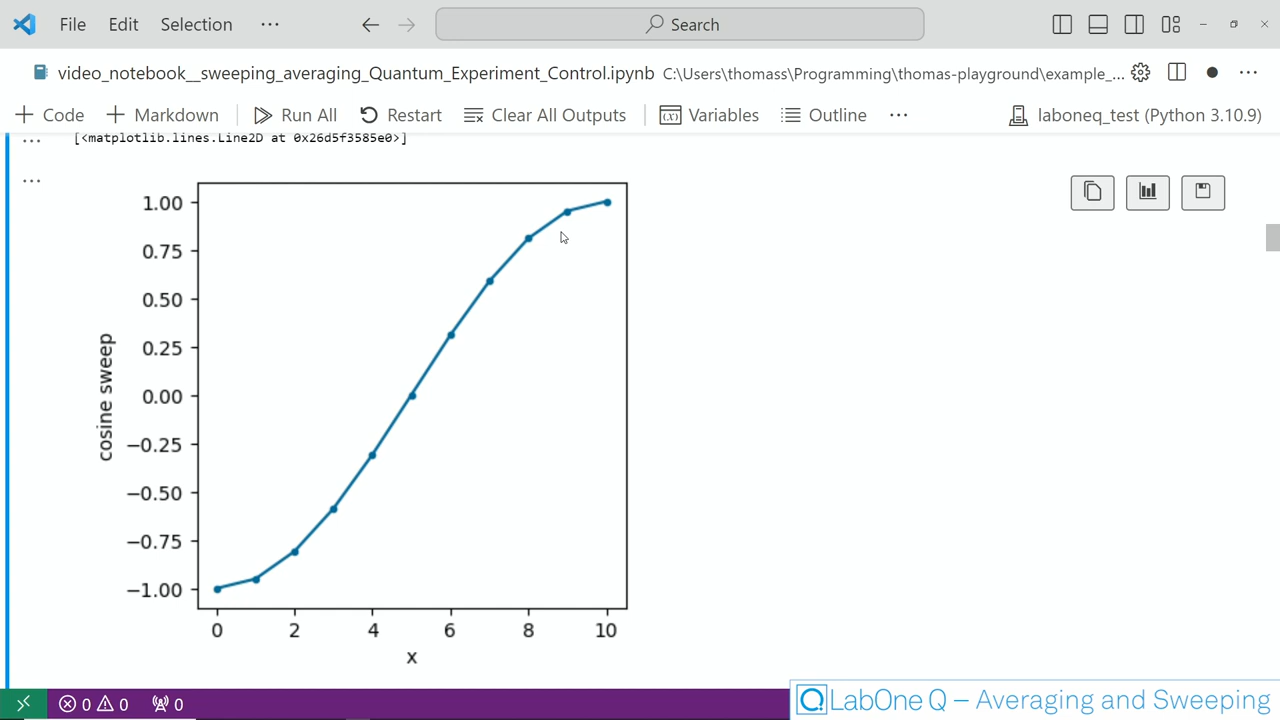 File Edit Selection ··· Search
video_notebook__sweeping_averaging_Quantum_Experiment_Control.ipynb C:\Users\thomass\Programming\thomas-playground\example_... ···
+ Code + Markdown Run All Restart Clear All Outputs Variables Outline ··· laboneq_test (Python 3.10.9)
... [<matplotlib.lines.Line2D at 0x26d5f3585e0>]
...
1.00
0.75
0.50
0.25
0.00
−0.25
−0.50
−0.75
−1.00
cosine sweep
0 2 4 6 8 10
x
0 0 0
LabOne Q – Averaging and Sweeping